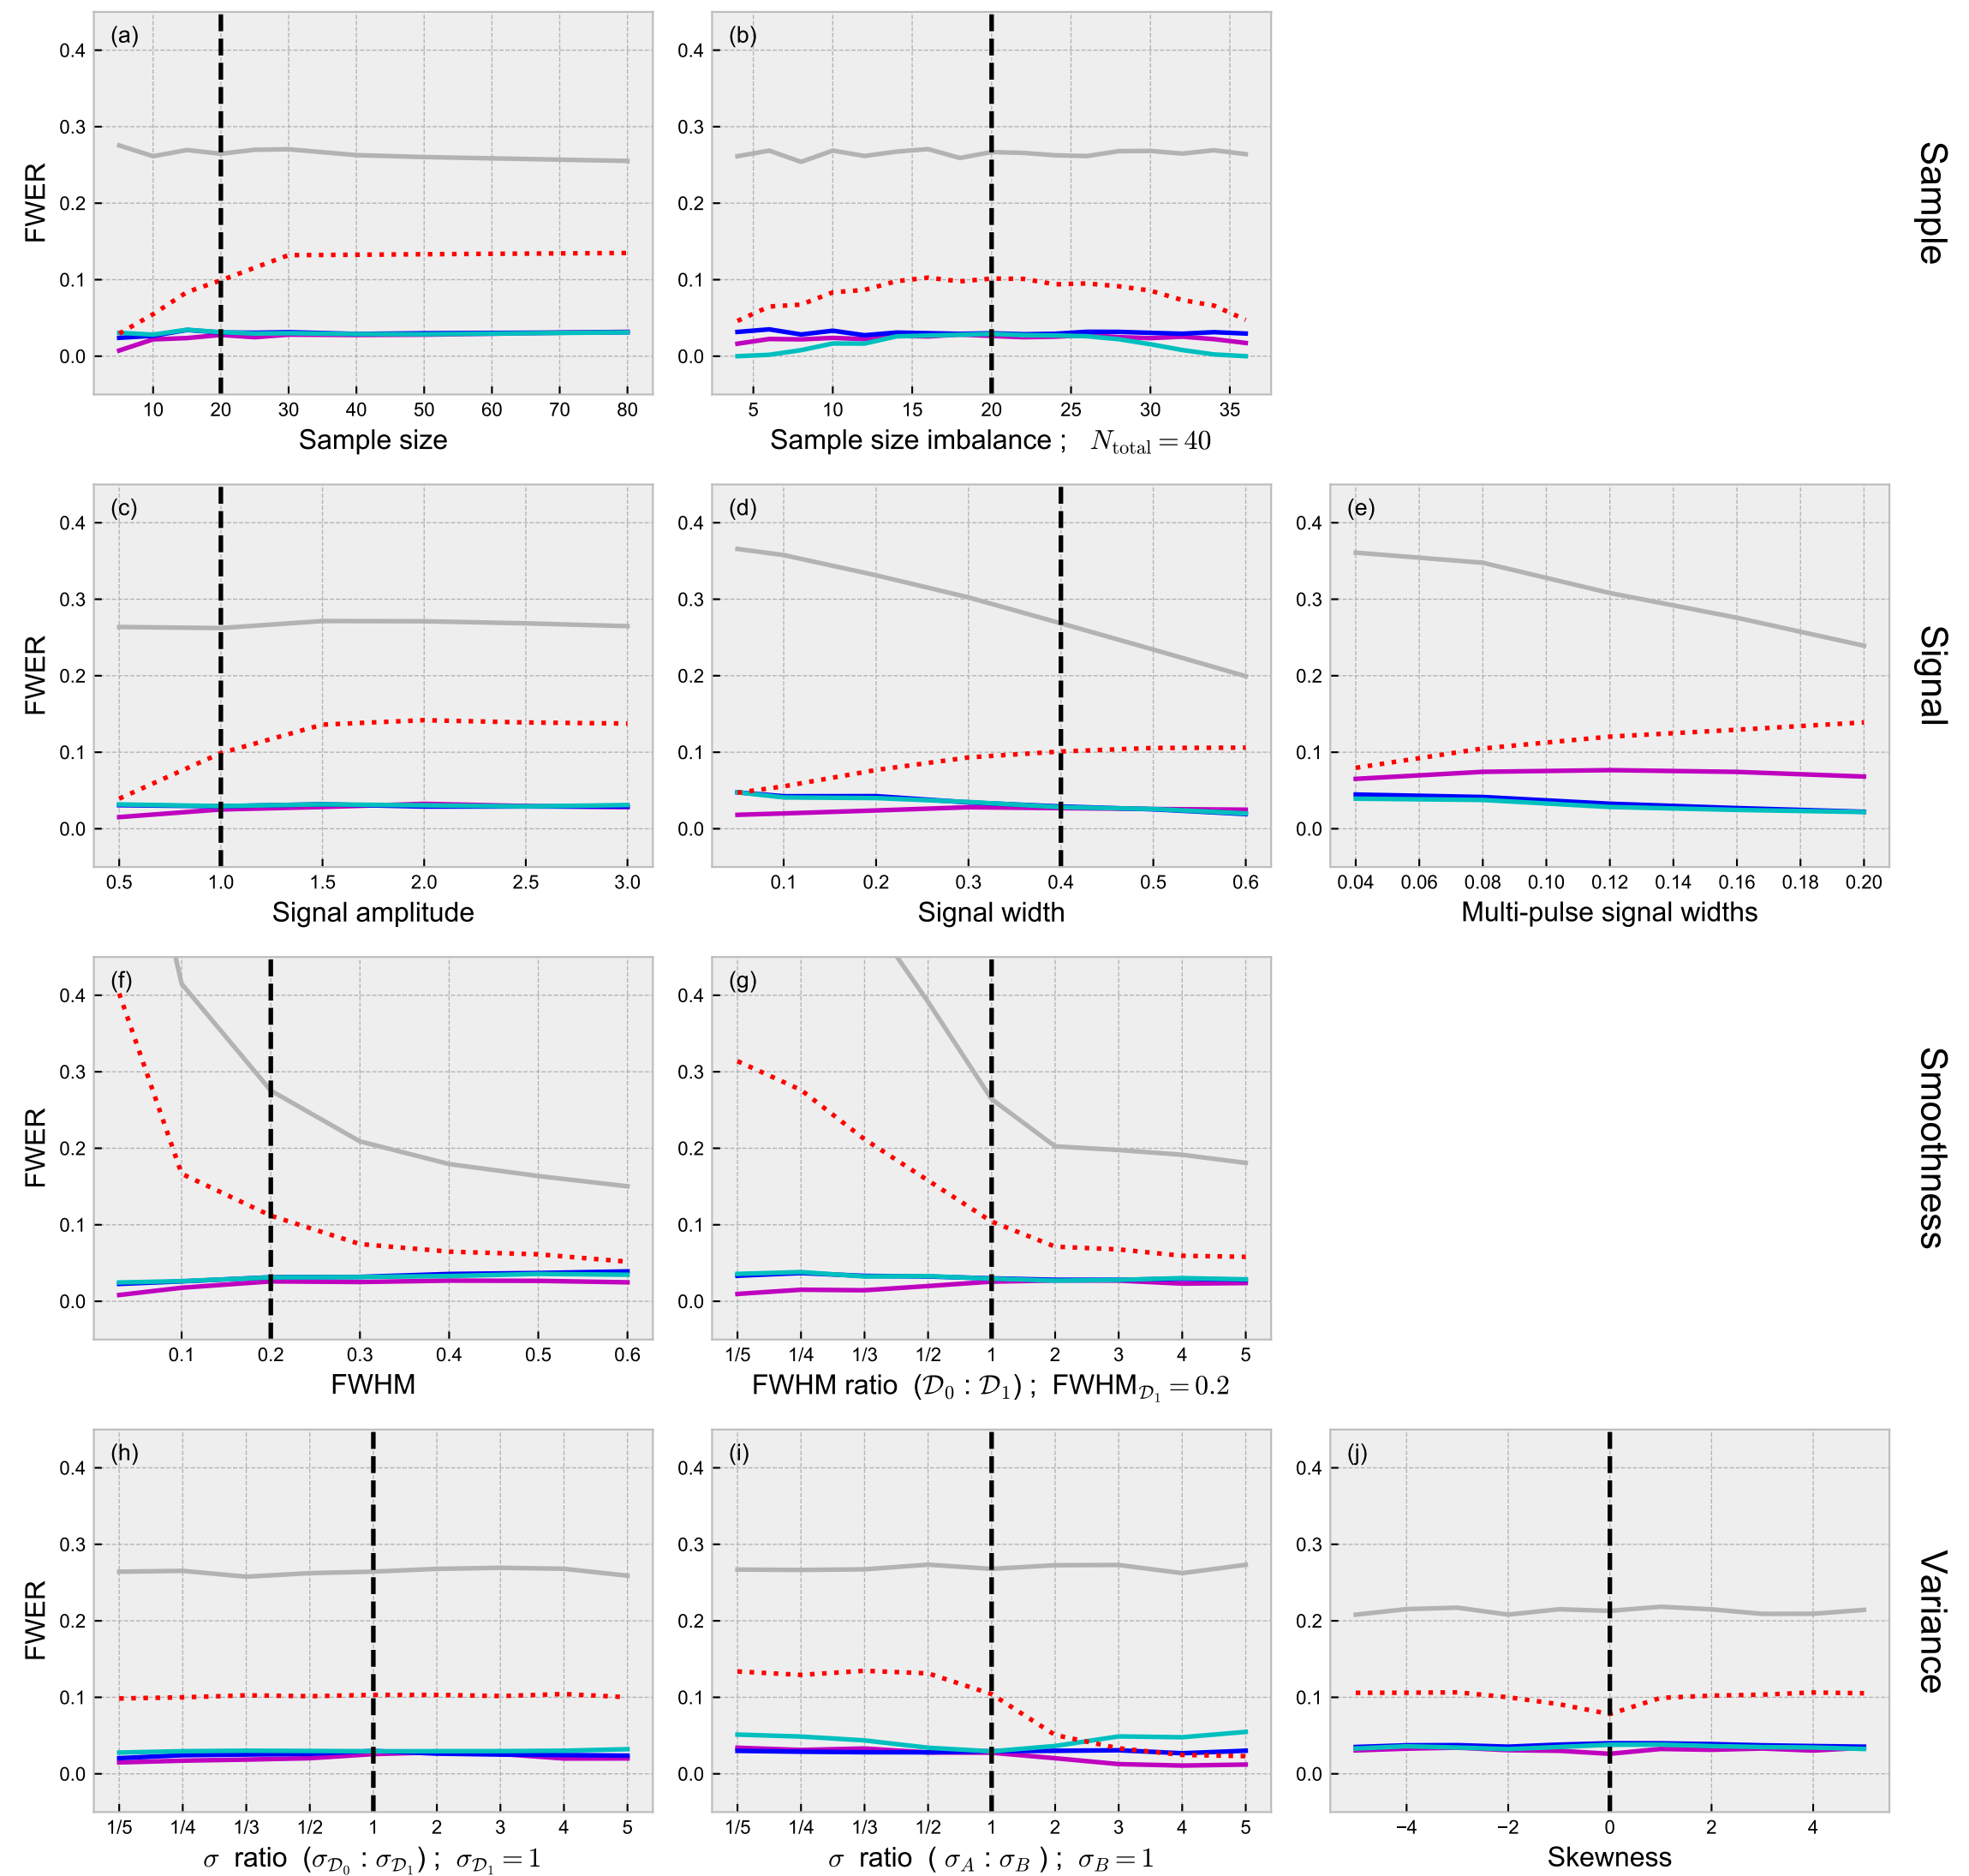 (a)
0.4
0.3
0.2
0.1
0.0
FWER
10 20 30 40 50 60 70 80
Sample size
(b)
0.4
0.3
0.2
0.1
0.0
5 10 15 20 25 30 35
Sample size imbalance ; N_total = 40
Sample
(c)
0.4
0.3
0.2
0.1
0.0
FWER
0.5 1.0 1.5 2.0 2.5 3.0
Signal amplitude
(d)
0.4
0.3
0.2
0.1
0.0
0.1 0.2 0.3 0.4 0.5 0.6
Signal width
(e)
0.4
0.3
0.2
0.1
0.0
0.04 0.06 0.08 0.10 0.12 0.14 0.16 0.18 0.20
Multi-pulse signal widths
Signal
(f)
0.4
0.3
0.2
0.1
0.0
FWER
0.1 0.2 0.3 0.4 0.5 0.6
FWHM
(g)
0.4
0.3
0.2
0.1
0.0
1/5 1/4 1/3 1/2 1 2 3 4 5
FWHM ratio (𝒟₀ : 𝒟₁) ; FWHM_𝒟₁ = 0.2
Smoothness
(h)
0.4
0.3
0.2
0.1
0.0
FWER
1/5 1/4 1/3 1/2 1 2 3 4 5
σ ratio (σ_𝒟₀ : σ_𝒟₁) ; σ_𝒟₁ = 1
(i)
0.4
0.3
0.2
0.1
0.0
1/5 1/4 1/3 1/2 1 2 3 4 5
σ ratio ( σ_A : σ_B ) ; σ_B = 1
(j)
0.4
0.3
0.2
0.1
0.0
−4 −2 0 2 4
Skewness
Variance